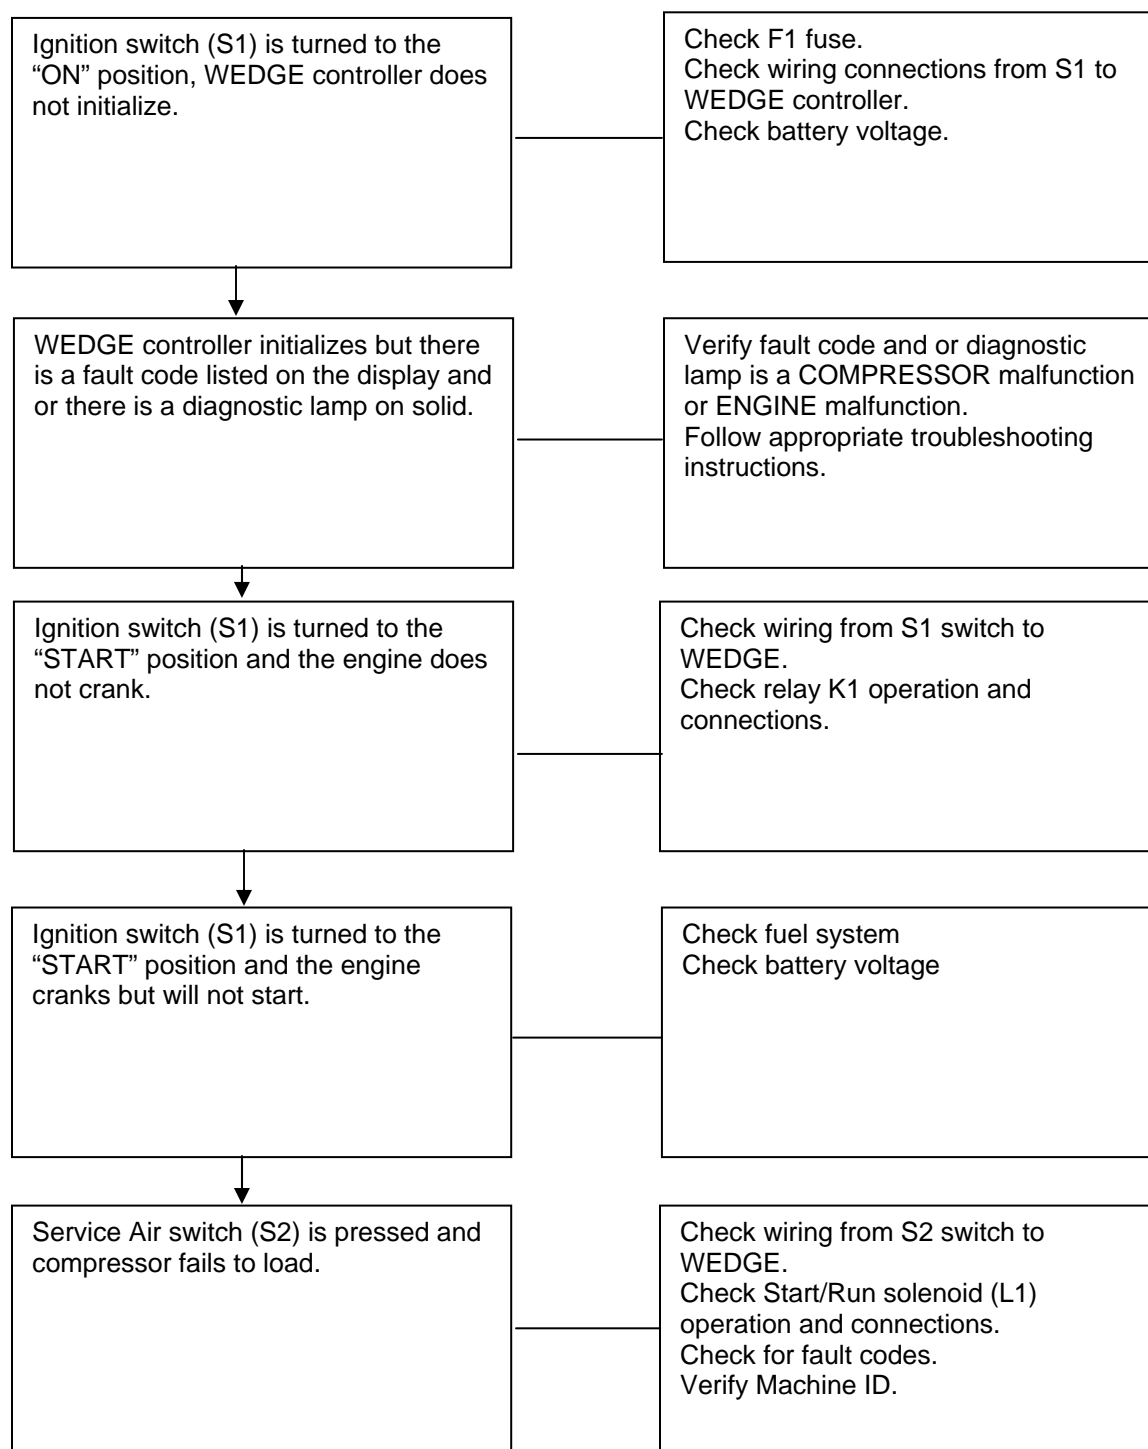 Ignition switch (S1) is turned to the
“ON” position, WEDGE controller does
not initialize.
Check F1 fuse.
Check wiring connections from S1 to
WEDGE controller.
Check battery voltage.
WEDGE controller initializes but there
is a fault code listed on the display and
or there is a diagnostic lamp on solid.
Verify fault code and or diagnostic
lamp is a COMPRESSOR malfunction
or ENGINE malfunction.
Follow appropriate troubleshooting
instructions.
Ignition switch (S1) is turned to the
“START” position and the engine does
not crank.
Check wiring from S1 switch to
WEDGE.
Check relay K1 operation and
connections.
Ignition switch (S1) is turned to the
“START” position and the engine
cranks but will not start.
Check fuel system
Check battery voltage
Service Air switch (S2) is pressed and
compressor fails to load.
Check wiring from S2 switch to
WEDGE.
Check Start/Run solenoid (L1)
operation and connections.
Check for fault codes.
Verify Machine ID.